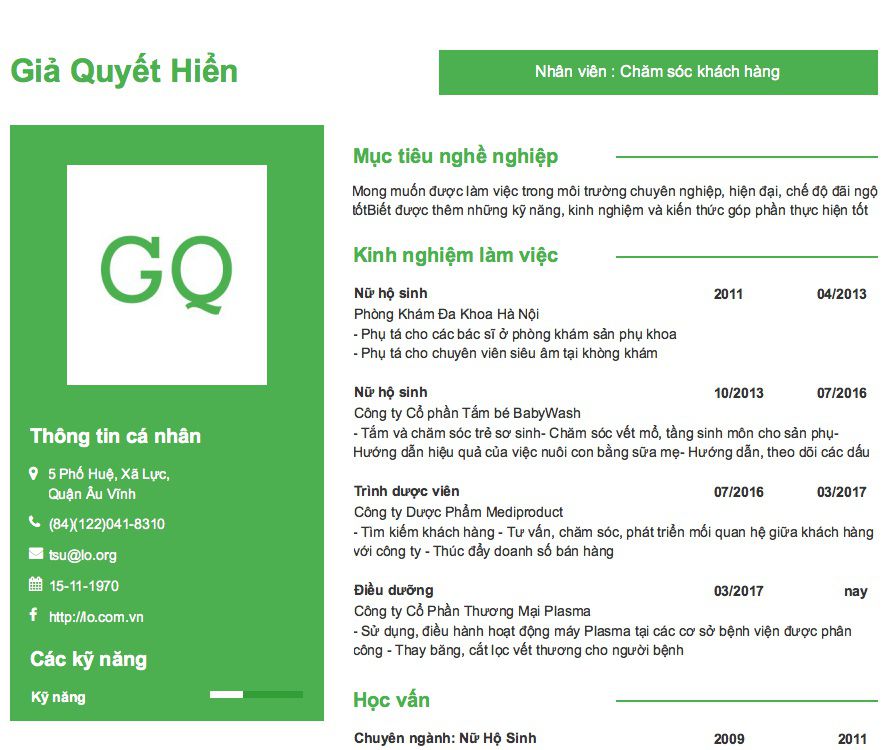 Giả Quyết Hiển
Nhân viên : Chăm sóc khách hàng
GQ
Thông tin cá nhân
5 Phố Huệ, Xã Lực,
Quận Âu Vĩnh
(84)(122)041-8310
tsu@lo.org
15-11-1970
http://lo.com.vn
Các kỹ năng
Kỹ năng
Mục tiêu nghề nghiệp
Mong muốn được làm việc trong môi trường chuyên nghiệp, hiện đại, chế độ đãi ngộ
tốtBiết được thêm những kỹ năng, kinh nghiệm và kiến thức góp phần thực hiện tốt
Kinh nghiệm làm việc
Nữ hộ sinh 2011 04/2013
Phòng Khám Đa Khoa Hà Nội
- Phụ tá cho các bác sĩ ở phòng khám sản phụ khoa
- Phụ tá cho chuyên viên siêu âm tại khòng khám
Nữ hộ sinh 10/2013 07/2016
Công ty Cổ phần Tắm bé BabyWash
- Tắm và chăm sóc trẻ sơ sinh- Chăm sóc vết mổ, tầng sinh môn cho sản phụ-
Hướng dẫn hiệu quả của việc nuôi con bằng sữa mẹ- Hướng dẫn, theo dõi các dấu
Trình dược viên 07/2016 03/2017
Công ty Dược Phẩm Mediproduct
- Tìm kiếm khách hàng - Tư vấn, chăm sóc, phát triển mối quan hệ giữa khách hàng
với công ty - Thúc đẩy doanh số bán hàng
Điều dưỡng 03/2017 nay
Công ty Cổ Phần Thương Mại Plasma
- Sử dụng, điều hành hoạt động máy Plasma tại các cơ sở bệnh viện được phân
công - Thay băng, cắt lọc vết thương cho người bệnh
Học vấn
Chuyên ngành: Nữ Hộ Sinh 2009 2011